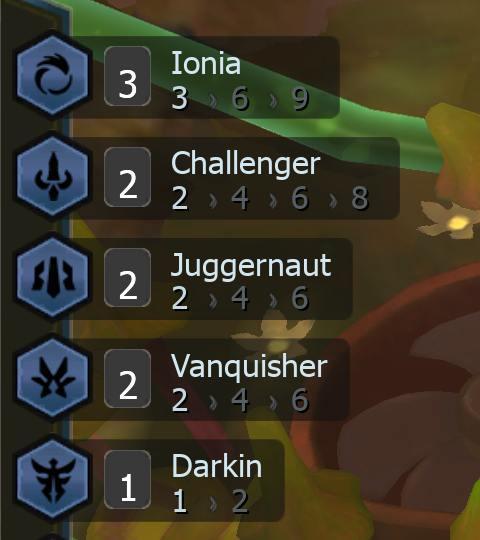 Ionia
3
3 › 6 › 9
Challenger
2
2 › 4 › 6 › 8
Juggernaut
2
2 › 4 › 6
Vanquisher
2
2 › 4 › 6
Darkin
1
1 › 2